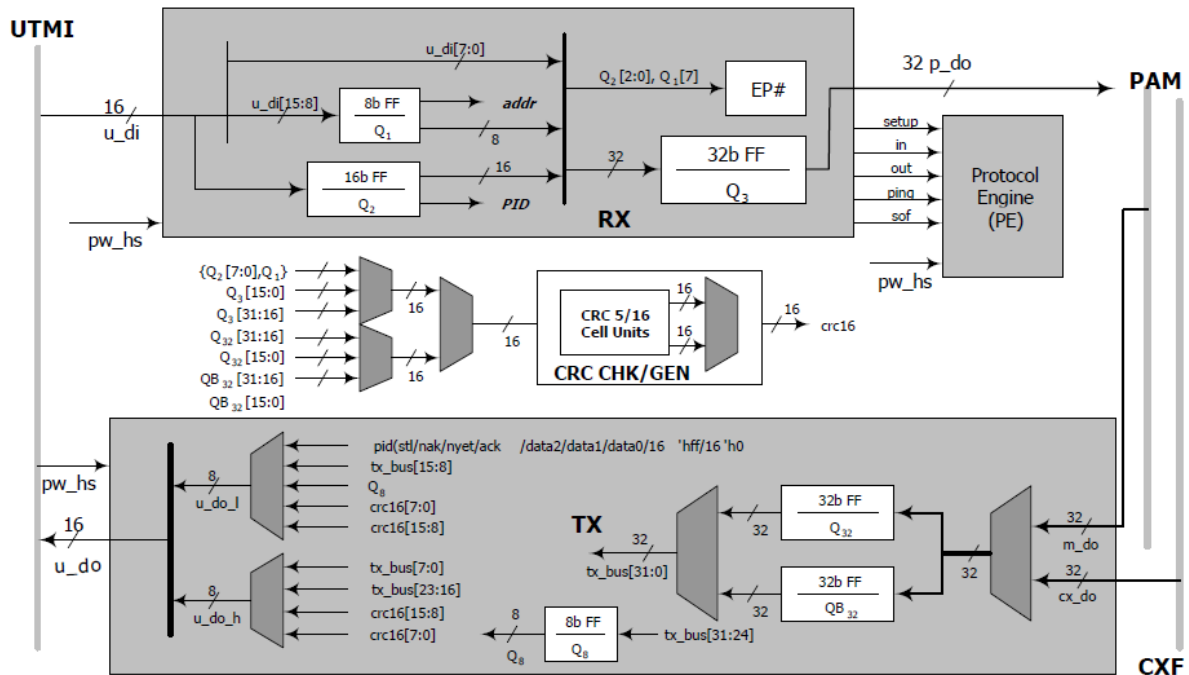 UTMI
16
u_di
pw_hs
u_di[7:0]
u_di[15:8]
8b FF
Q1
addr
8
16b FF
Q2
16
PID
Q2 [2:0], Q1[7]
EP#
32
32b FF
Q3
RX
32 p_do
PAM
setup
in
out
ping
sof
Protocol
Engine
(PE)
pw_hs
{Q2 [7:0],Q1}
Q3 [15:0]
Q3 [31:16]
Q32 [31:16]
Q32 [15:0]
QB32 [31:16]
QB32 [15:0]
16
16
16
CRC 5/16
Cell Units
16
16
CRC CHK/GEN
16
crc16
pw_hs
16
u_do
8
u_do_l
pid(stl/nak/nyet/ack /data2/data1/data0/16 'hff/16 'h0
tx_bus[15:8]
Q8
crc16[7:0]
crc16[15:8]
8
u_do_h
tx_bus[7:0]
tx_bus[23:16]
crc16[15:8]
crc16[7:0]
TX
32
tx_bus[31:0]
32
32b FF
Q32
32
32b FF
QB32
32
32
m_do
32
cx_do
8
Q8
8b FF
Q8
tx_bus[31:24]
CXF